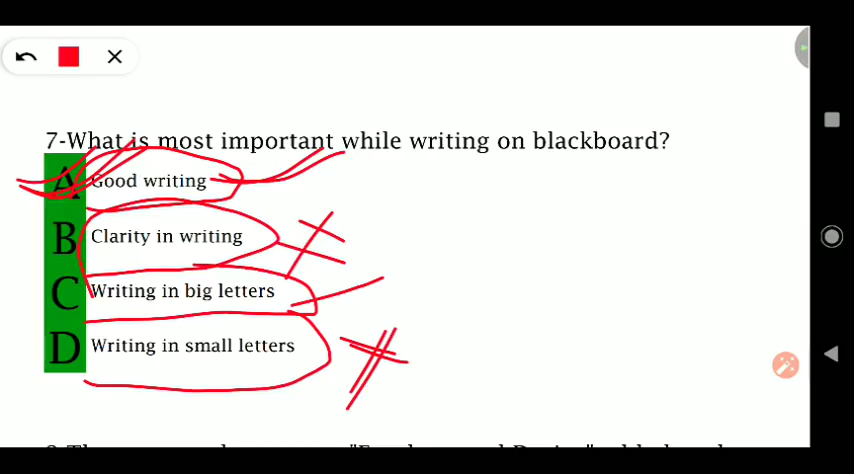 7-What is most important while writing on blackboard?
A Good writing
B Clarity in writing
C Writing in big letters
D Writing in small letters